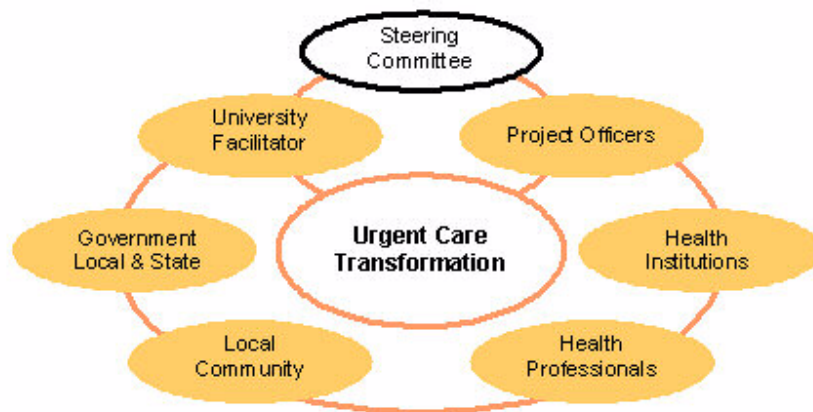 Steering
Committee
University
Facilitator
Project Officers
Urgent Care
Transformation
Government
Local & State
Health
Institutions
Local
Community
Health
Professionals